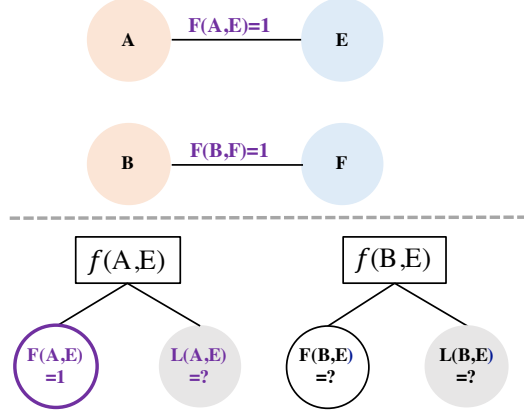 A
F(A,E)=1
E
B
F(B,F)=1
F
f(A,E)
f(B,E)
F(A,E)
=1
L(A,E)
=?
F(B,E)
=?
L(B,E)
=?